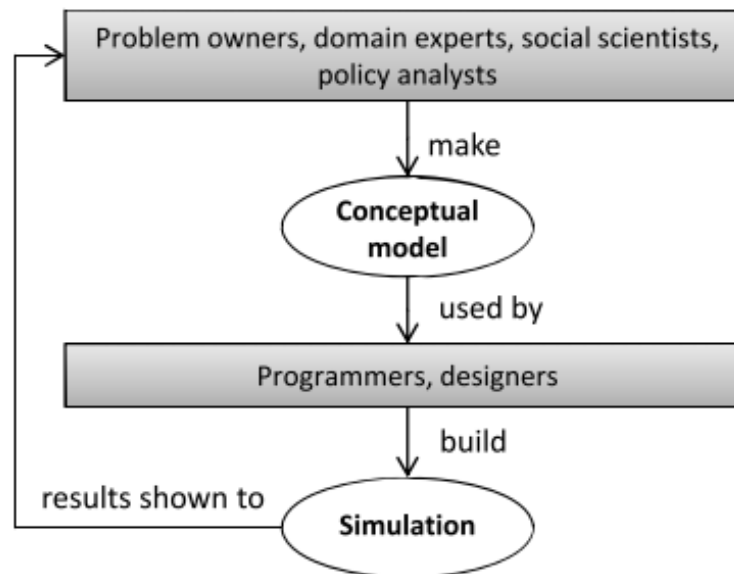 Problem owners, domain experts, social scientists,
policy analysts
make
Conceptual
model
used by
Programmers, designers
build
results shown to
Simulation